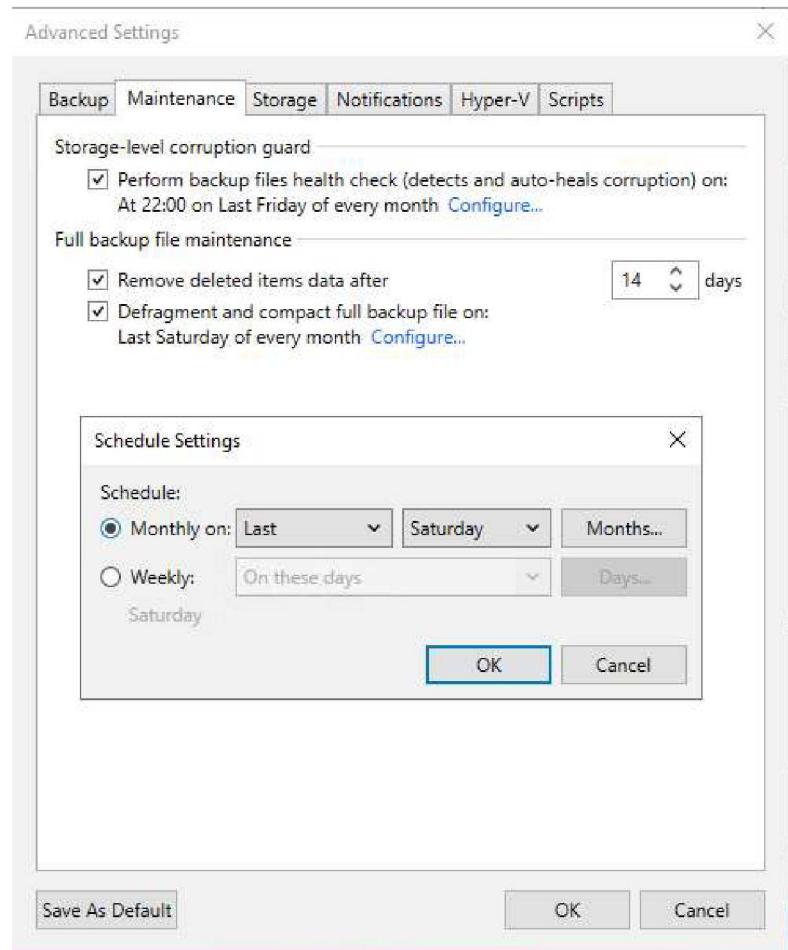 Advanced Settings
Backup Maintenance Storage Notifications Hyper-V Scripts
Storage-level corruption guard
Perform backup files health check (detects and auto-heals corruption) on:
At 22:00 on Last Friday of every month Configure...
Full backup file maintenance
Remove deleted items data after 14 days
Defragment and compact full backup file on:
Last Saturday of every month Configure...
Schedule Settings
Schedule:
Monthly on: Last Saturday Months...
Weekly: On these days Days...
Saturday
OK Cancel
Save As Default OK Cancel